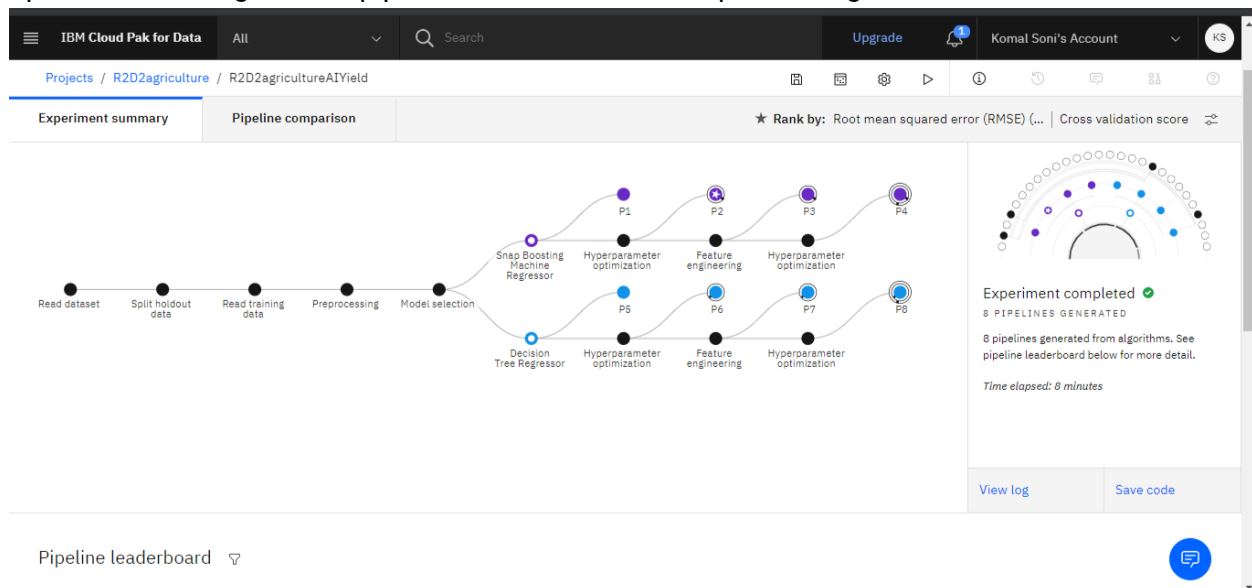 IBM Cloud Pak for Data
All
Search
Upgrade
1
Komal Soni's Account
KS
Projects / R2D2agriculture / R2D2agricultureAIYield
Experiment summary
Pipeline comparison
★ Rank by: Root mean squared error (RMSE) (... | Cross validation score
P1
P2
P3
P4
Snap Boosting
Machine
Regressor
Hyperparameter
optimization
Feature
engineering
Hyperparameter
optimization
Read dataset
Split holdout
data
Read training
data
Preprocessing
Model selection
P5
P6
P7
P8
Decision
Tree Regressor
Hyperparameter
optimization
Feature
engineering
Hyperparameter
optimization
Experiment completed
8 PIPELINES GENERATED
8 pipelines generated from algorithms. See
pipeline leaderboard below for more detail.
Time elapsed: 8 minutes
View log
Save code
Pipeline leaderboard